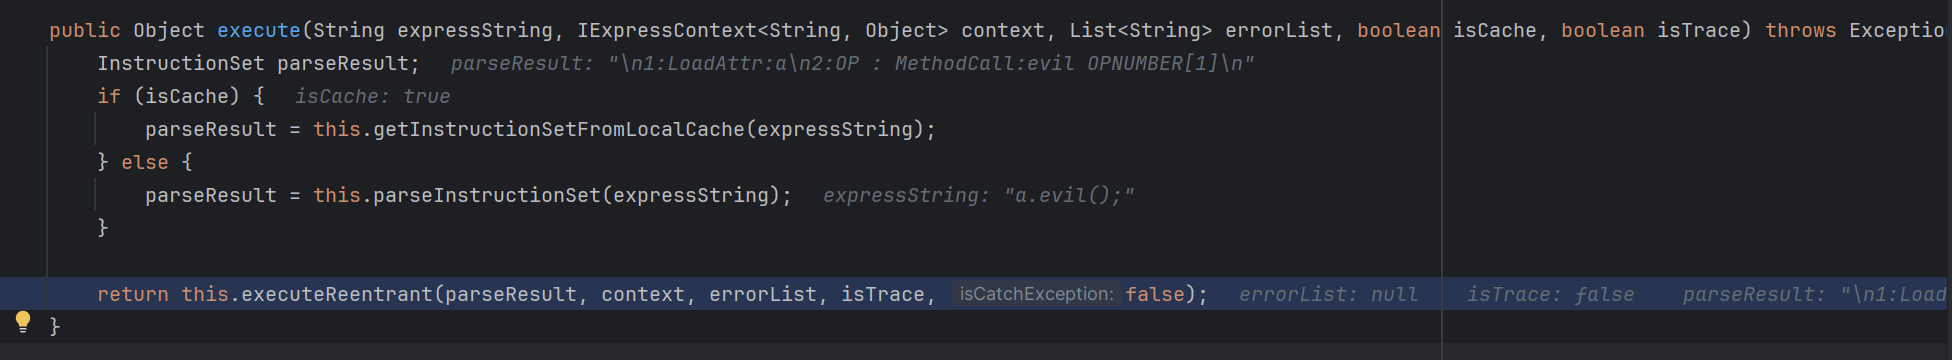 public Object execute(String expressString, IExpressContext<String, Object> context, List<String> errorList, boolean isCache, boolean isTrace) throws Exceptio
InstructionSet parseResult;   parseResult: "\n1:LoadAttr:a\n2:OP : MethodCall:evil OPNUMBER[1]\n"
if (isCache) {   isCache: true
parseResult = this.getInstructionSetFromLocalCache(expressString);
} else {
parseResult = this.parseInstructionSet(expressString);   expressString: "a.evil();"
}
return this.executeReentrant(parseResult, context, errorList, isTrace, isCatchException: false);   errorList: null   isTrace: false   parseResult: "\n1:Load
}